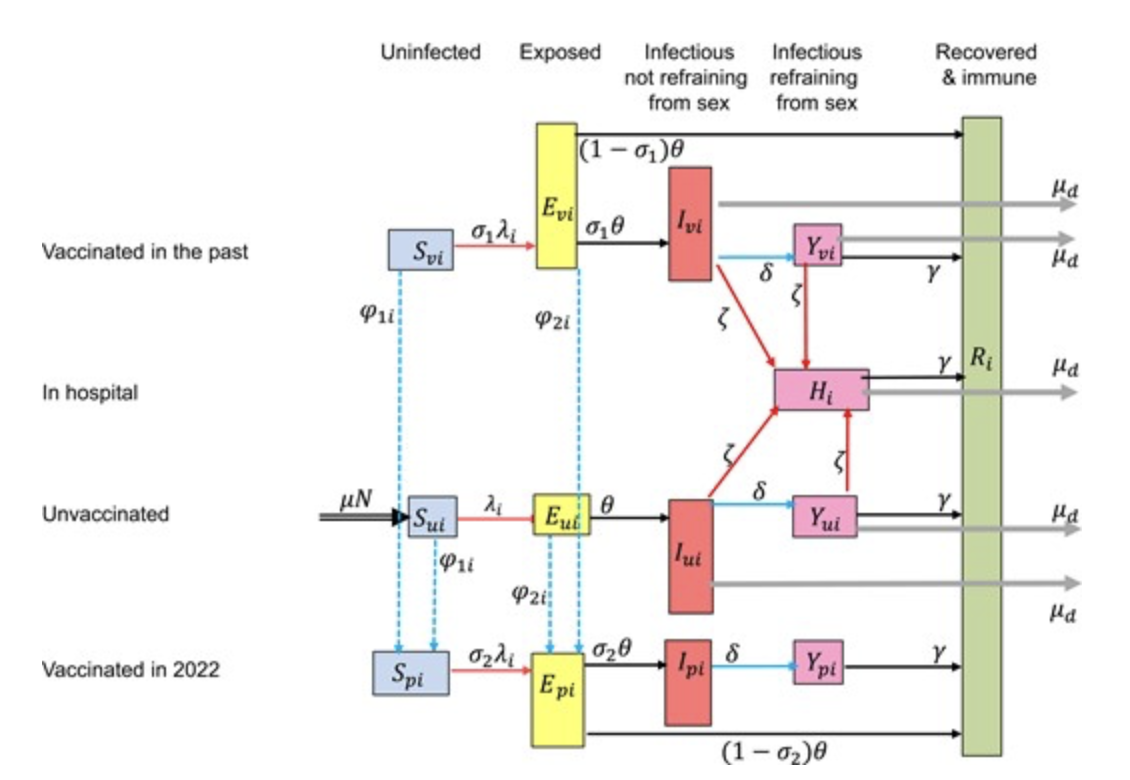 Uninfected
Exposed
Infectious
not refraining
from sex
Infectious
refraining
from sex
Recovered
& immune
(1 − σ₁)θ
μ_d
Vaccinated in the past
S_vi
σ₁λ_i
E_vi
σ₁θ
I_vi
δ
Y_vi
γ
μ_d
φ₁ᵢ
φ₂ᵢ
ζ
ζ
In hospital
H_i
γ
R_i
μ_d
ζ
ζ
Unvaccinated
μN
S_ui
λ_i
E_ui
θ
I_ui
δ
Y_ui
γ
μ_d
φ₁ᵢ
φ₂ᵢ
μ_d
Vaccinated in 2022
S_pi
σ₂λ_i
E_pi
σ₂θ
I_pi
δ
Y_pi
γ
(1 − σ₂)θ